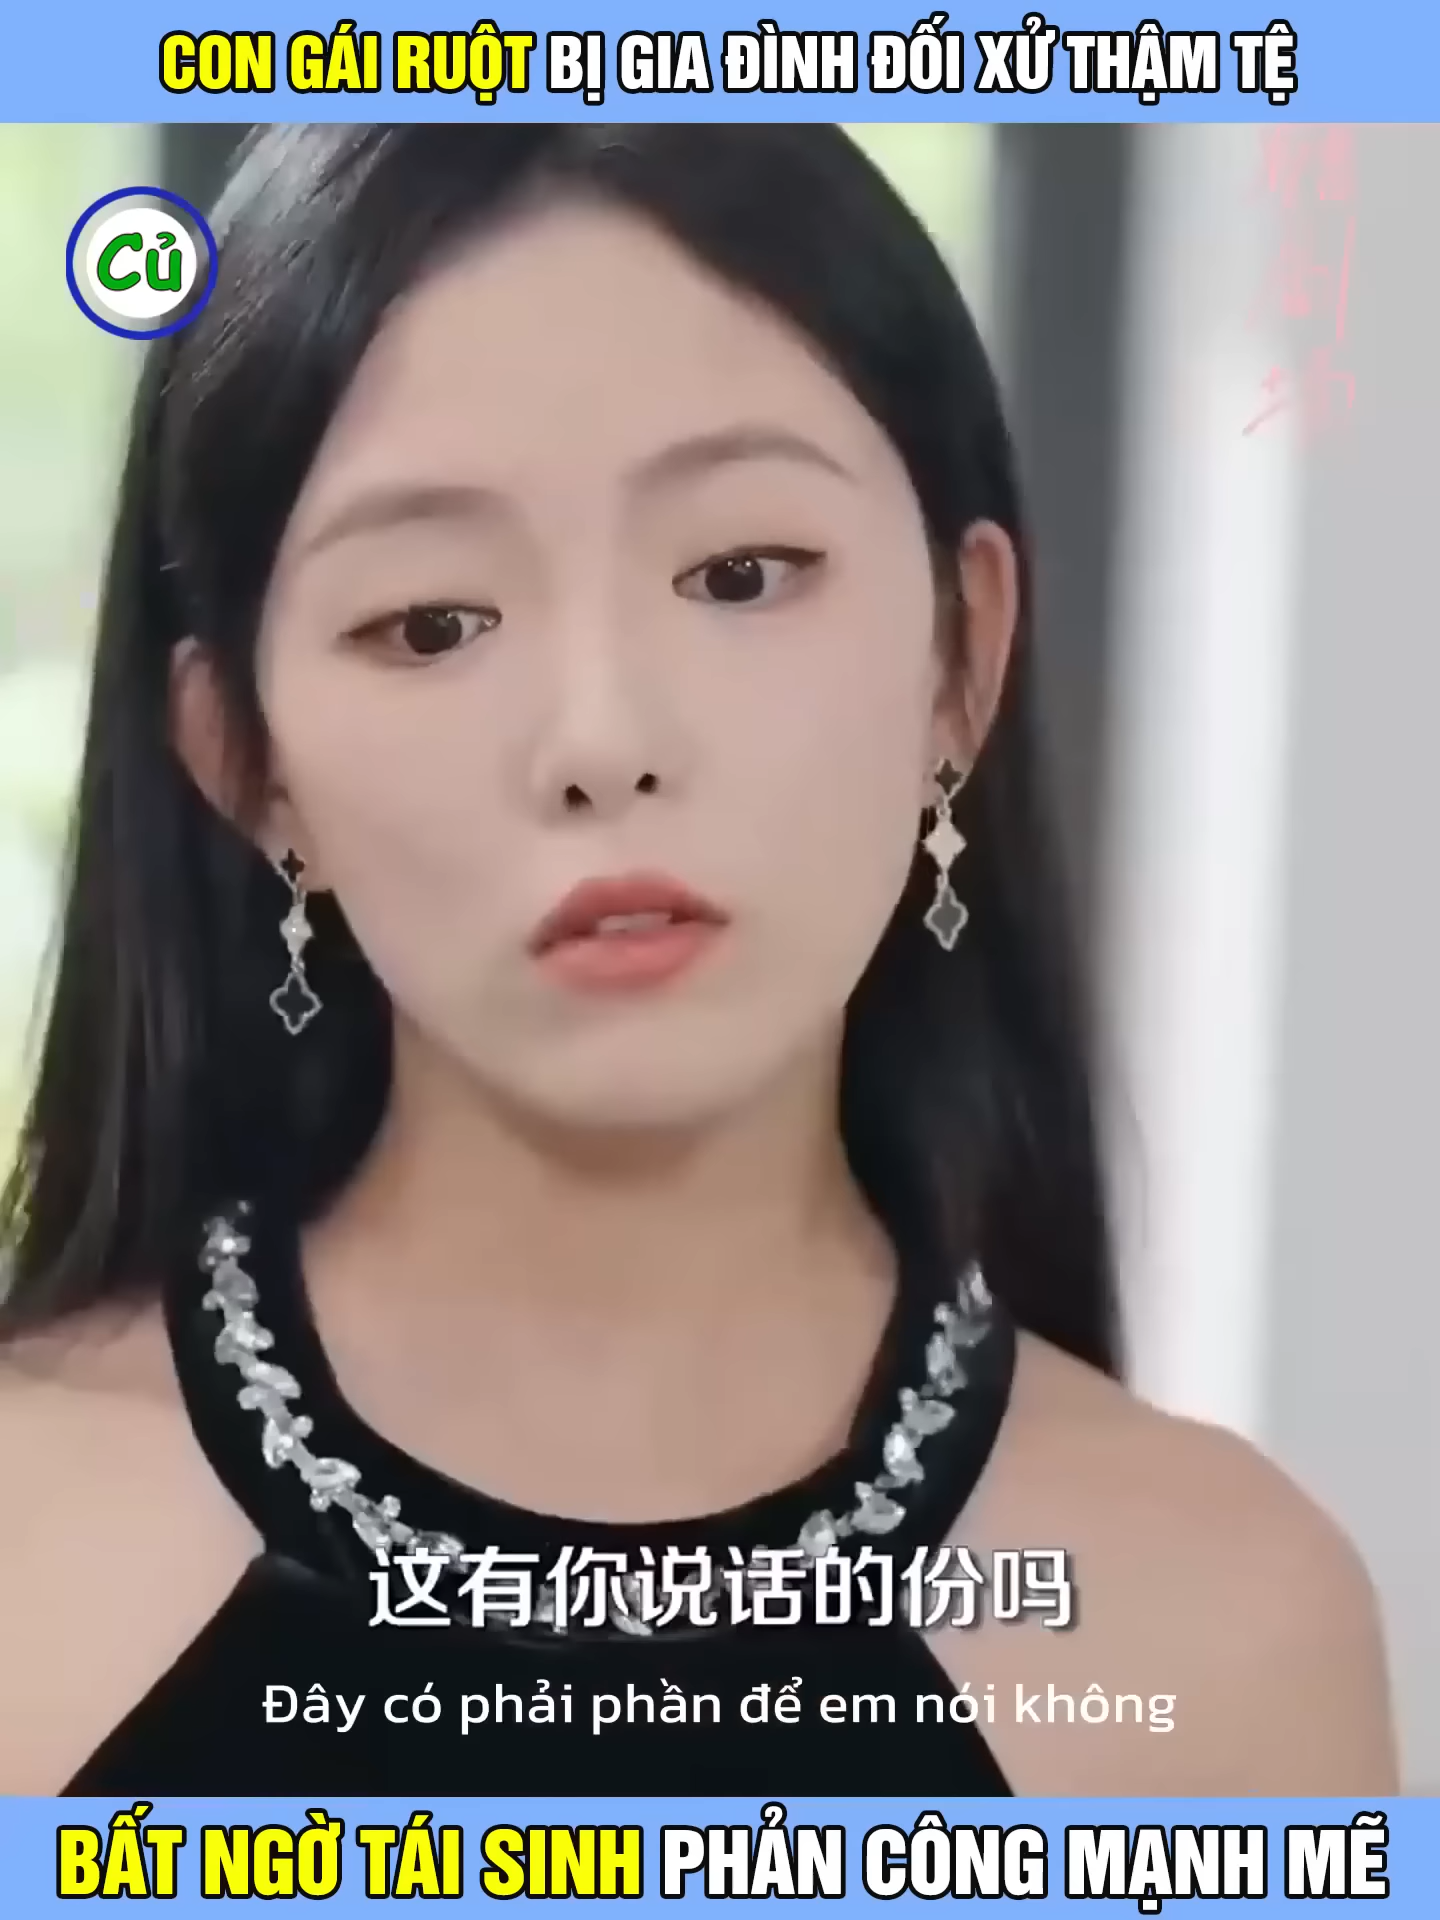 CON GÁI RUỘT BỊ GIA ĐÌNH ĐỐI XỬ THẬM TỆ
Củ
这有你说话的份吗
Đây có phải phần để em nói không
BẤT NGỜ TÁI SINH PHẢN CÔNG MẠNH MẼ